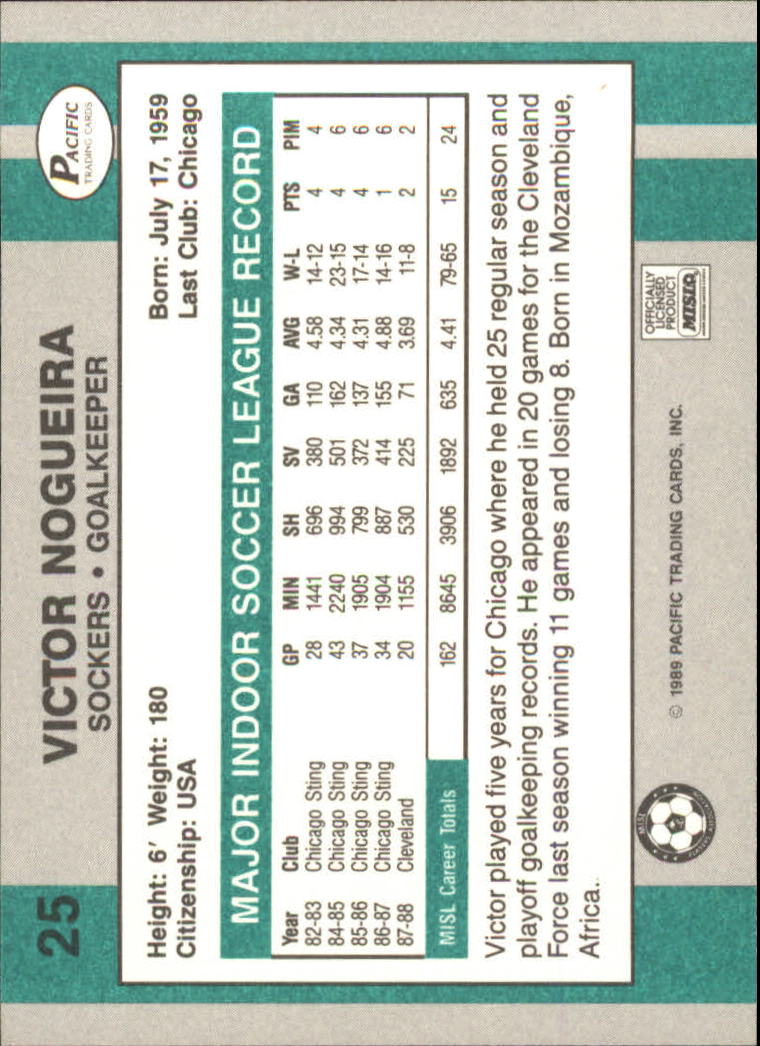 25
VICTOR NOGUEIRA
SOCKERS • GOALKEEPER
PACIFIC
TRADING CARDS
Height: 6' Weight: 180 Born: July 17, 1959
Citizenship: USA Last Club: Chicago
MAJOR INDOOR SOCCER LEAGUE RECORD
Year Club GP MIN SH SV GA AVG W-L PTS PIM
82-83 Chicago Sting 28 1441 696 380 110 4.58 14-12 4 4
84-85 Chicago Sting 43 2240 994 501 162 4.34 23-15 4 6
85-86 Chicago Sting 37 1905 799 372 137 4.31 17-14 4 6
86-87 Chicago Sting 34 1904 887 414 155 4.88 14-16 1 6
87-88 Cleveland 20 1155 530 225 71 3.69 11-8 2 2
MISL Career Totals 162 8645 3906 1892 635 4.41 79-65 15 24
Victor played five years for Chicago where he held 25 regular season and
playoff goalkeeping records. He appeared in 20 games for the Cleveland
Force last season winning 11 games and losing 8. Born in Mozambique,
Africa..
MISL
© 1989 PACIFIC TRADING CARDS, INC.
OFFICIALLY
LICENSED
PRODUCT
MISL